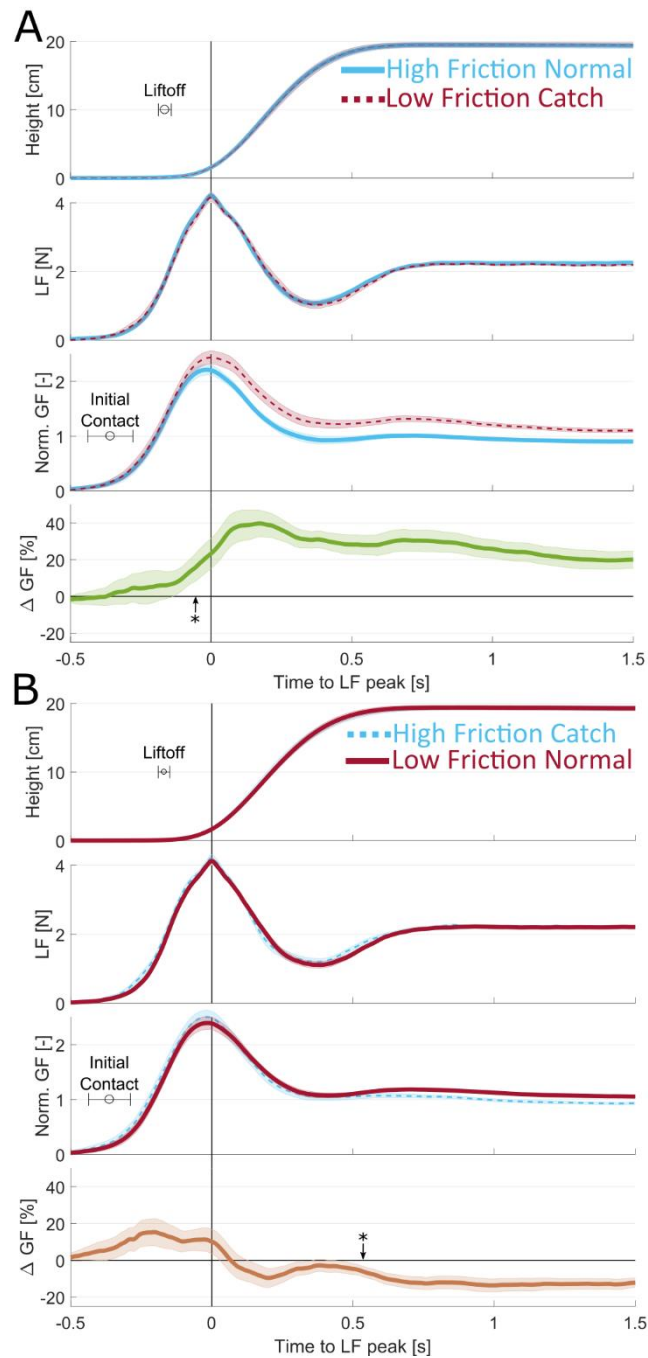 A
20
Height [cm]
Liftoff
High Friction Normal
10
Low Friction Catch
0
4
LF [N]
2
0
Norm. GF [-]
2
Initial
Contact
1
0
40
Δ GF [%]
20
0
*
-20
-0.5 0 0.5 1 1.5
Time to LF peak [s]
B
20
Height [cm]
High Friction Catch
Liftoff
Low Friction Normal
10
0
4
LF [N]
2
0
Norm. GF [-]
2
Initial
Contact
1
0
40
Δ GF [%]
20
*
0
-20
-0.5 0 0.5 1 1.5
Time to LF peak [s]